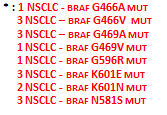 * : 1 NSCLC - BRAF G466A MUT
3 NSCLC – BRAF G466V MUT
3 NSCLC – BRAF G469A MUT
1 NSCLC - BRAF G469V MUT
1 NSCLC - BRAF G596R MUT
3 NSCLC - BRAF K601E MUT
2 NSCLC - BRAF K601N MUT
3 NSCLC - BRAF N581S MUT